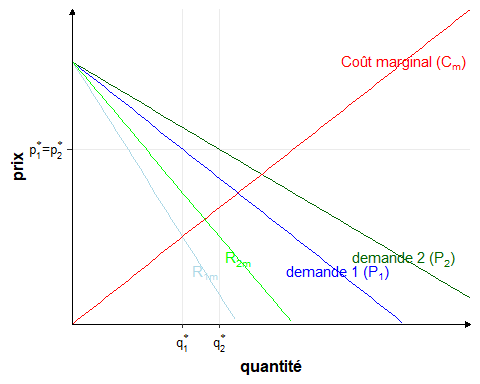 Coût marginal (Cm)
p1*=p2*
prix
demande 2 (P2)
R2m
R1m
demande 1 (P1)
q1*
q2*
quantité